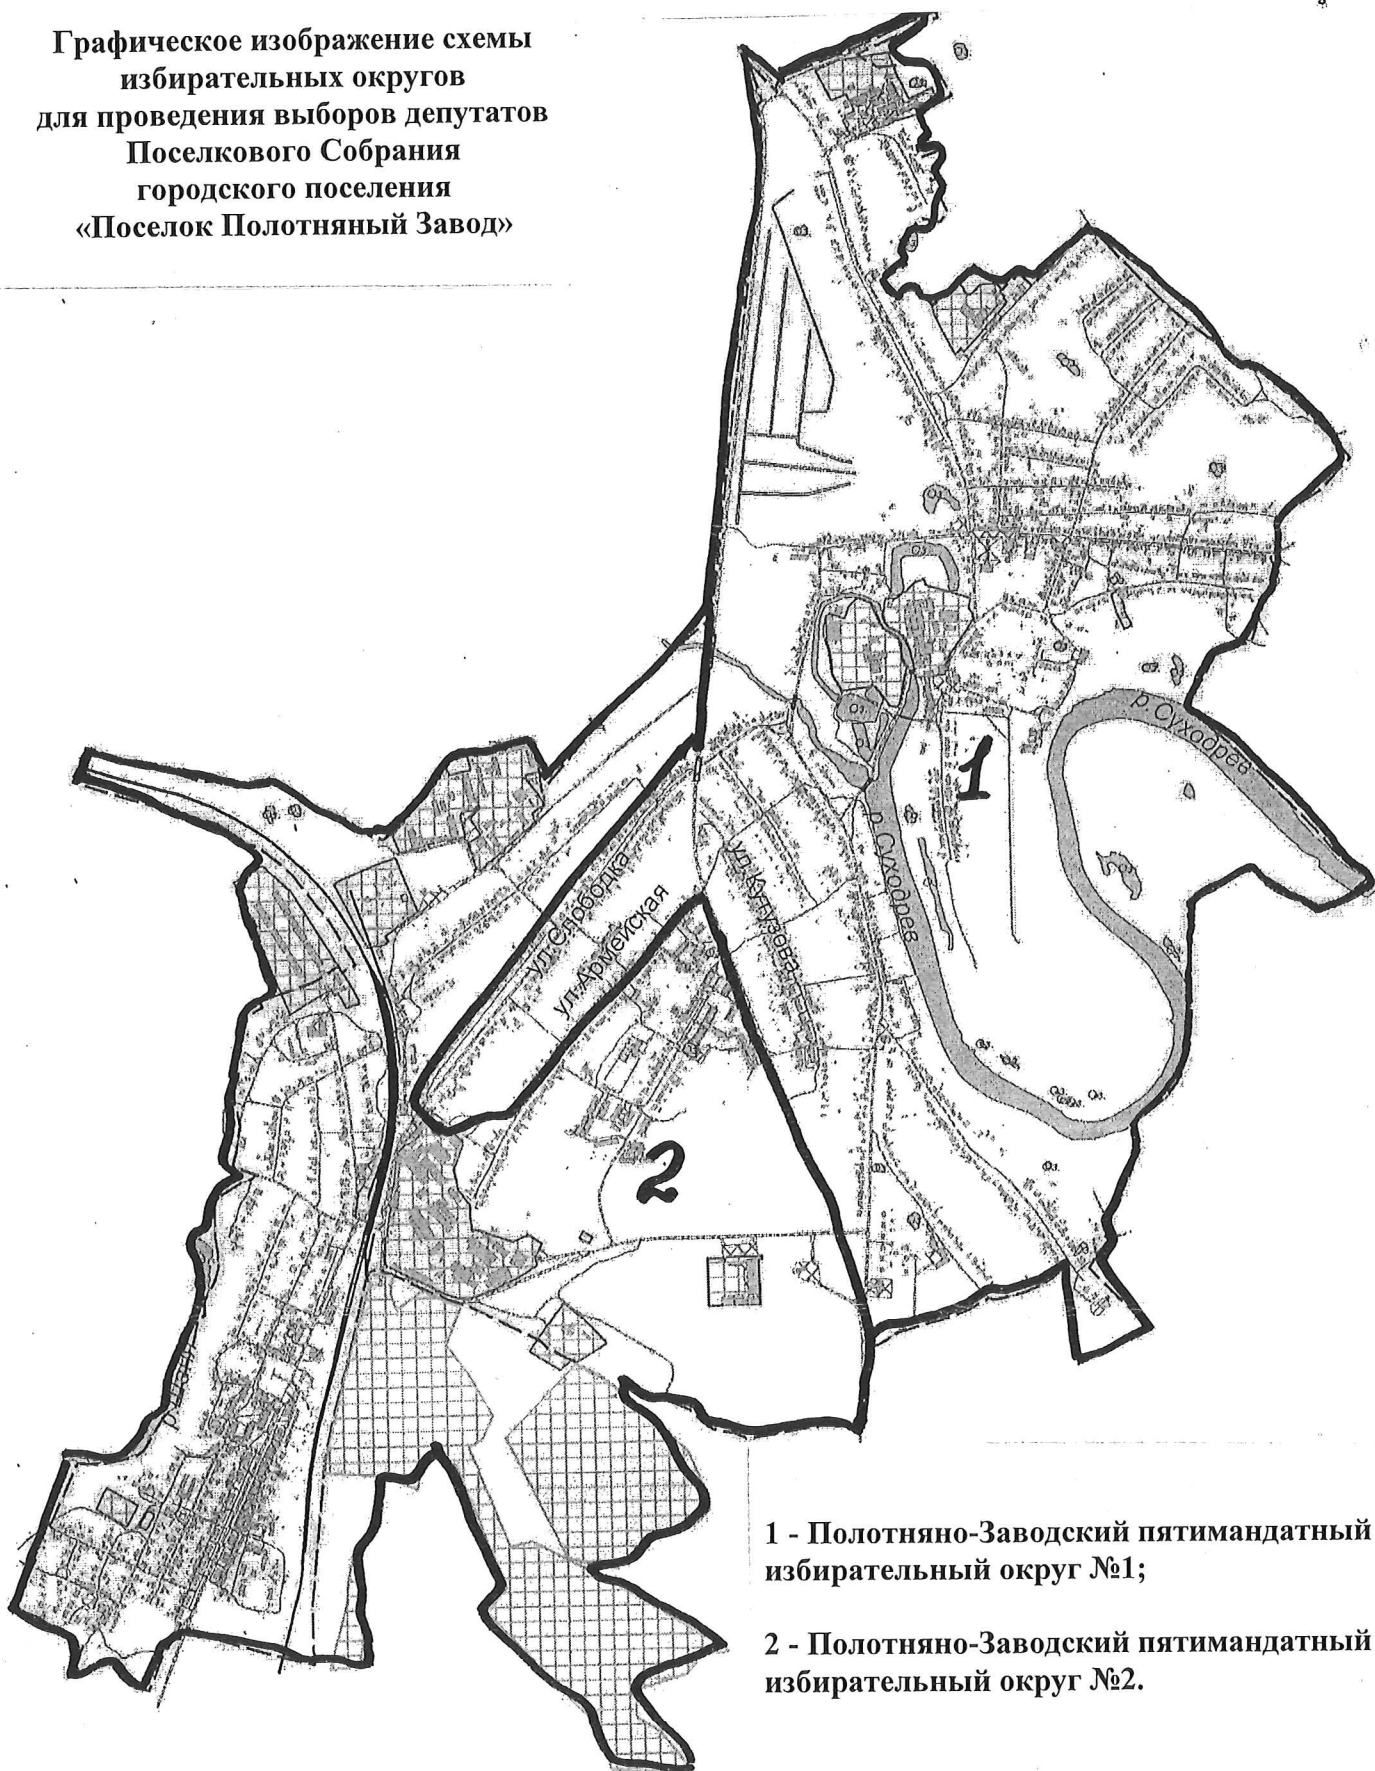 Графическое изображение схемы
избирательных округов
для проведения выборов депутатов
Поселкового Собрания
городского поселения
«Поселок Полотняный Завод»
р. Суходрев
1
р. Суходрев
ул. Слободка
ул. Армейская
ул. Кутузова
2
1 - Полотняно-Заводский пятимандатный
избирательный округ №1;
2 - Полотняно-Заводский пятимандатный
избирательный округ №2.